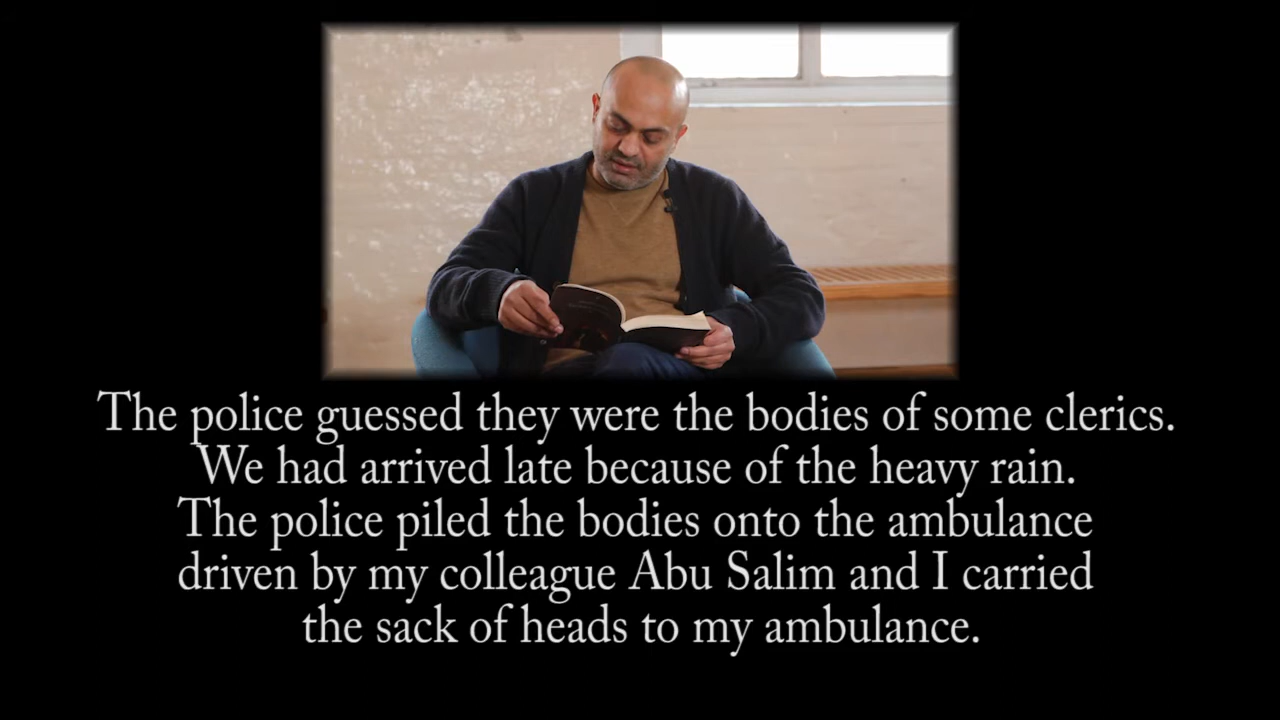 The police guessed they were the bodies of some clerics.
We had arrived late because of the heavy rain.
The police piled the bodies onto the ambulance
driven by my colleague Abu Salim and I carried
the sack of heads to my ambulance.